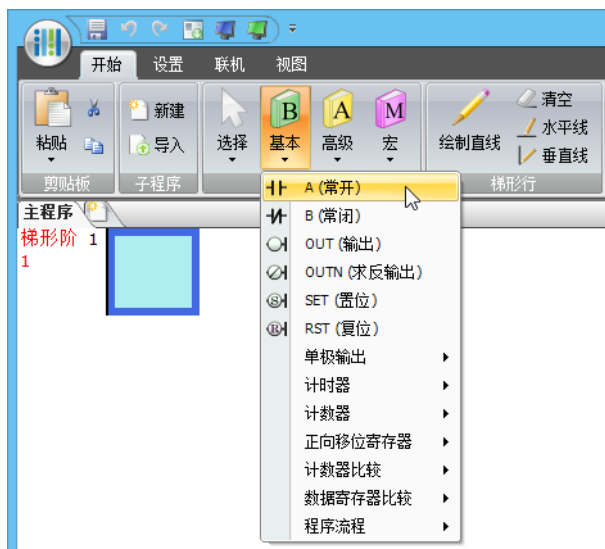 开始 设置 联机 视图
粘贴 新建 导入 选择 基本 高级 宏 绘制直线 清空 水平线 垂直线
B A M
剪贴板 子程序 梯形行
主程序
梯形阶 1
1
A (常开)
B (常闭)
OUT (输出)
OUTN (求反输出)
SET (置位)
RST (复位)
单极输出
计时器
计数器
正向移位寄存器
计数器比较
数据寄存器比较
程序流程